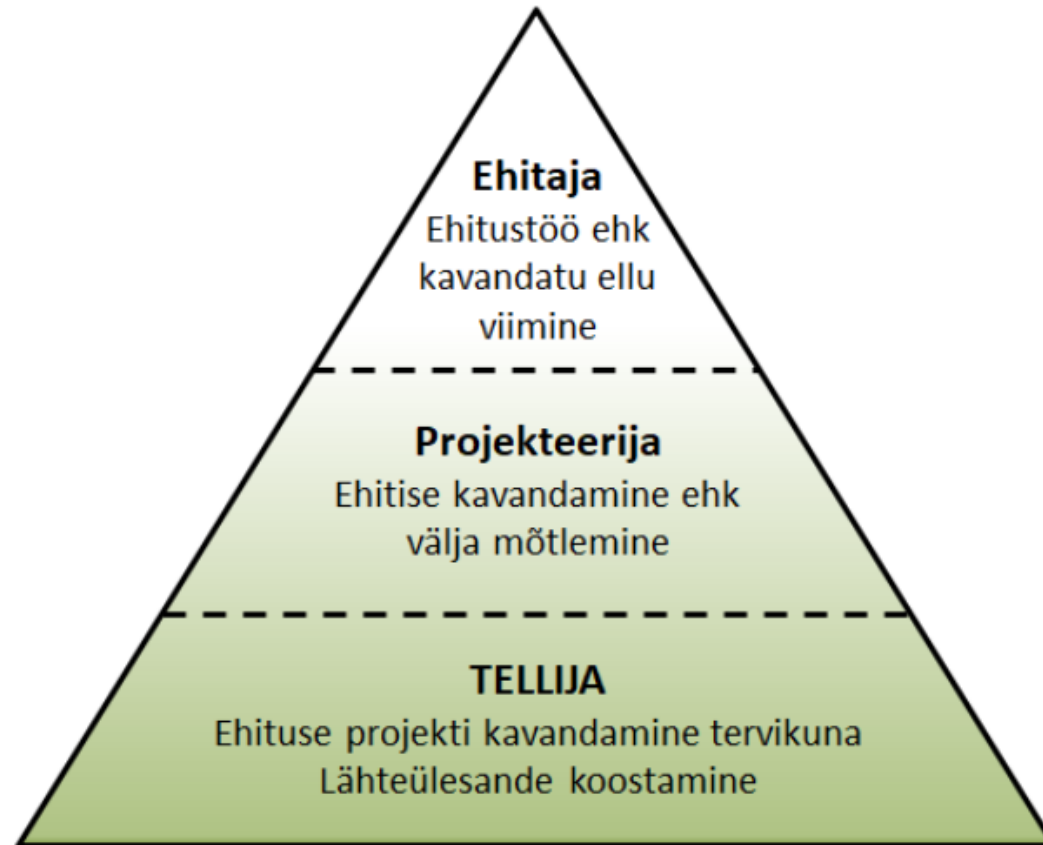 Ehitaja
Ehitustöö ehk
kavandatu ellu
viimine
Projekteerija
Ehitise kavandamine ehk
välja mõtlemine
TELLIJA
Ehituse projekti kavandamine tervikuna
Lähteülesande koostamine